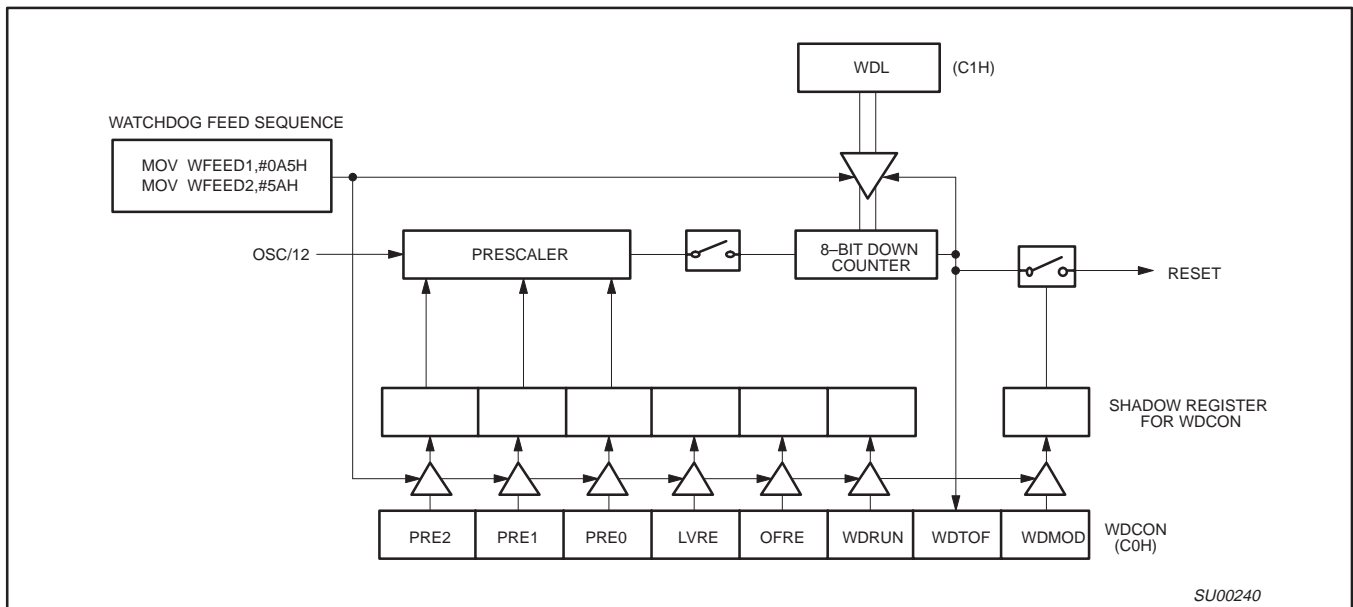 WDL
(C1H)
WATCHDOG FEED SEQUENCE
MOV WFEED1,#0A5H
MOV WFEED2,#5AH
OSC/12
PRESCALER
8–BIT DOWN
COUNTER
RESET
SHADOW REGISTER
FOR WDCON
PRE2
PRE1
PRE0
LVRE
OFRE
WDRUN
WDTOF
WDMOD
WDCON
(C0H)
SU00240